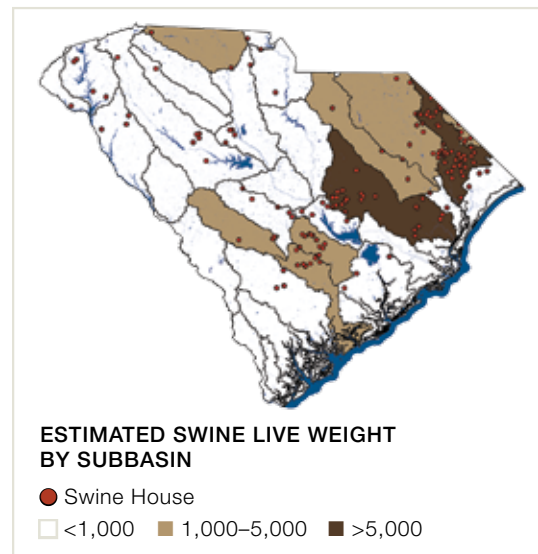 ESTIMATED SWINE LIVE WEIGHT
BY SUBBASIN
Swine House
<1,000 1,000–5,000 >5,000